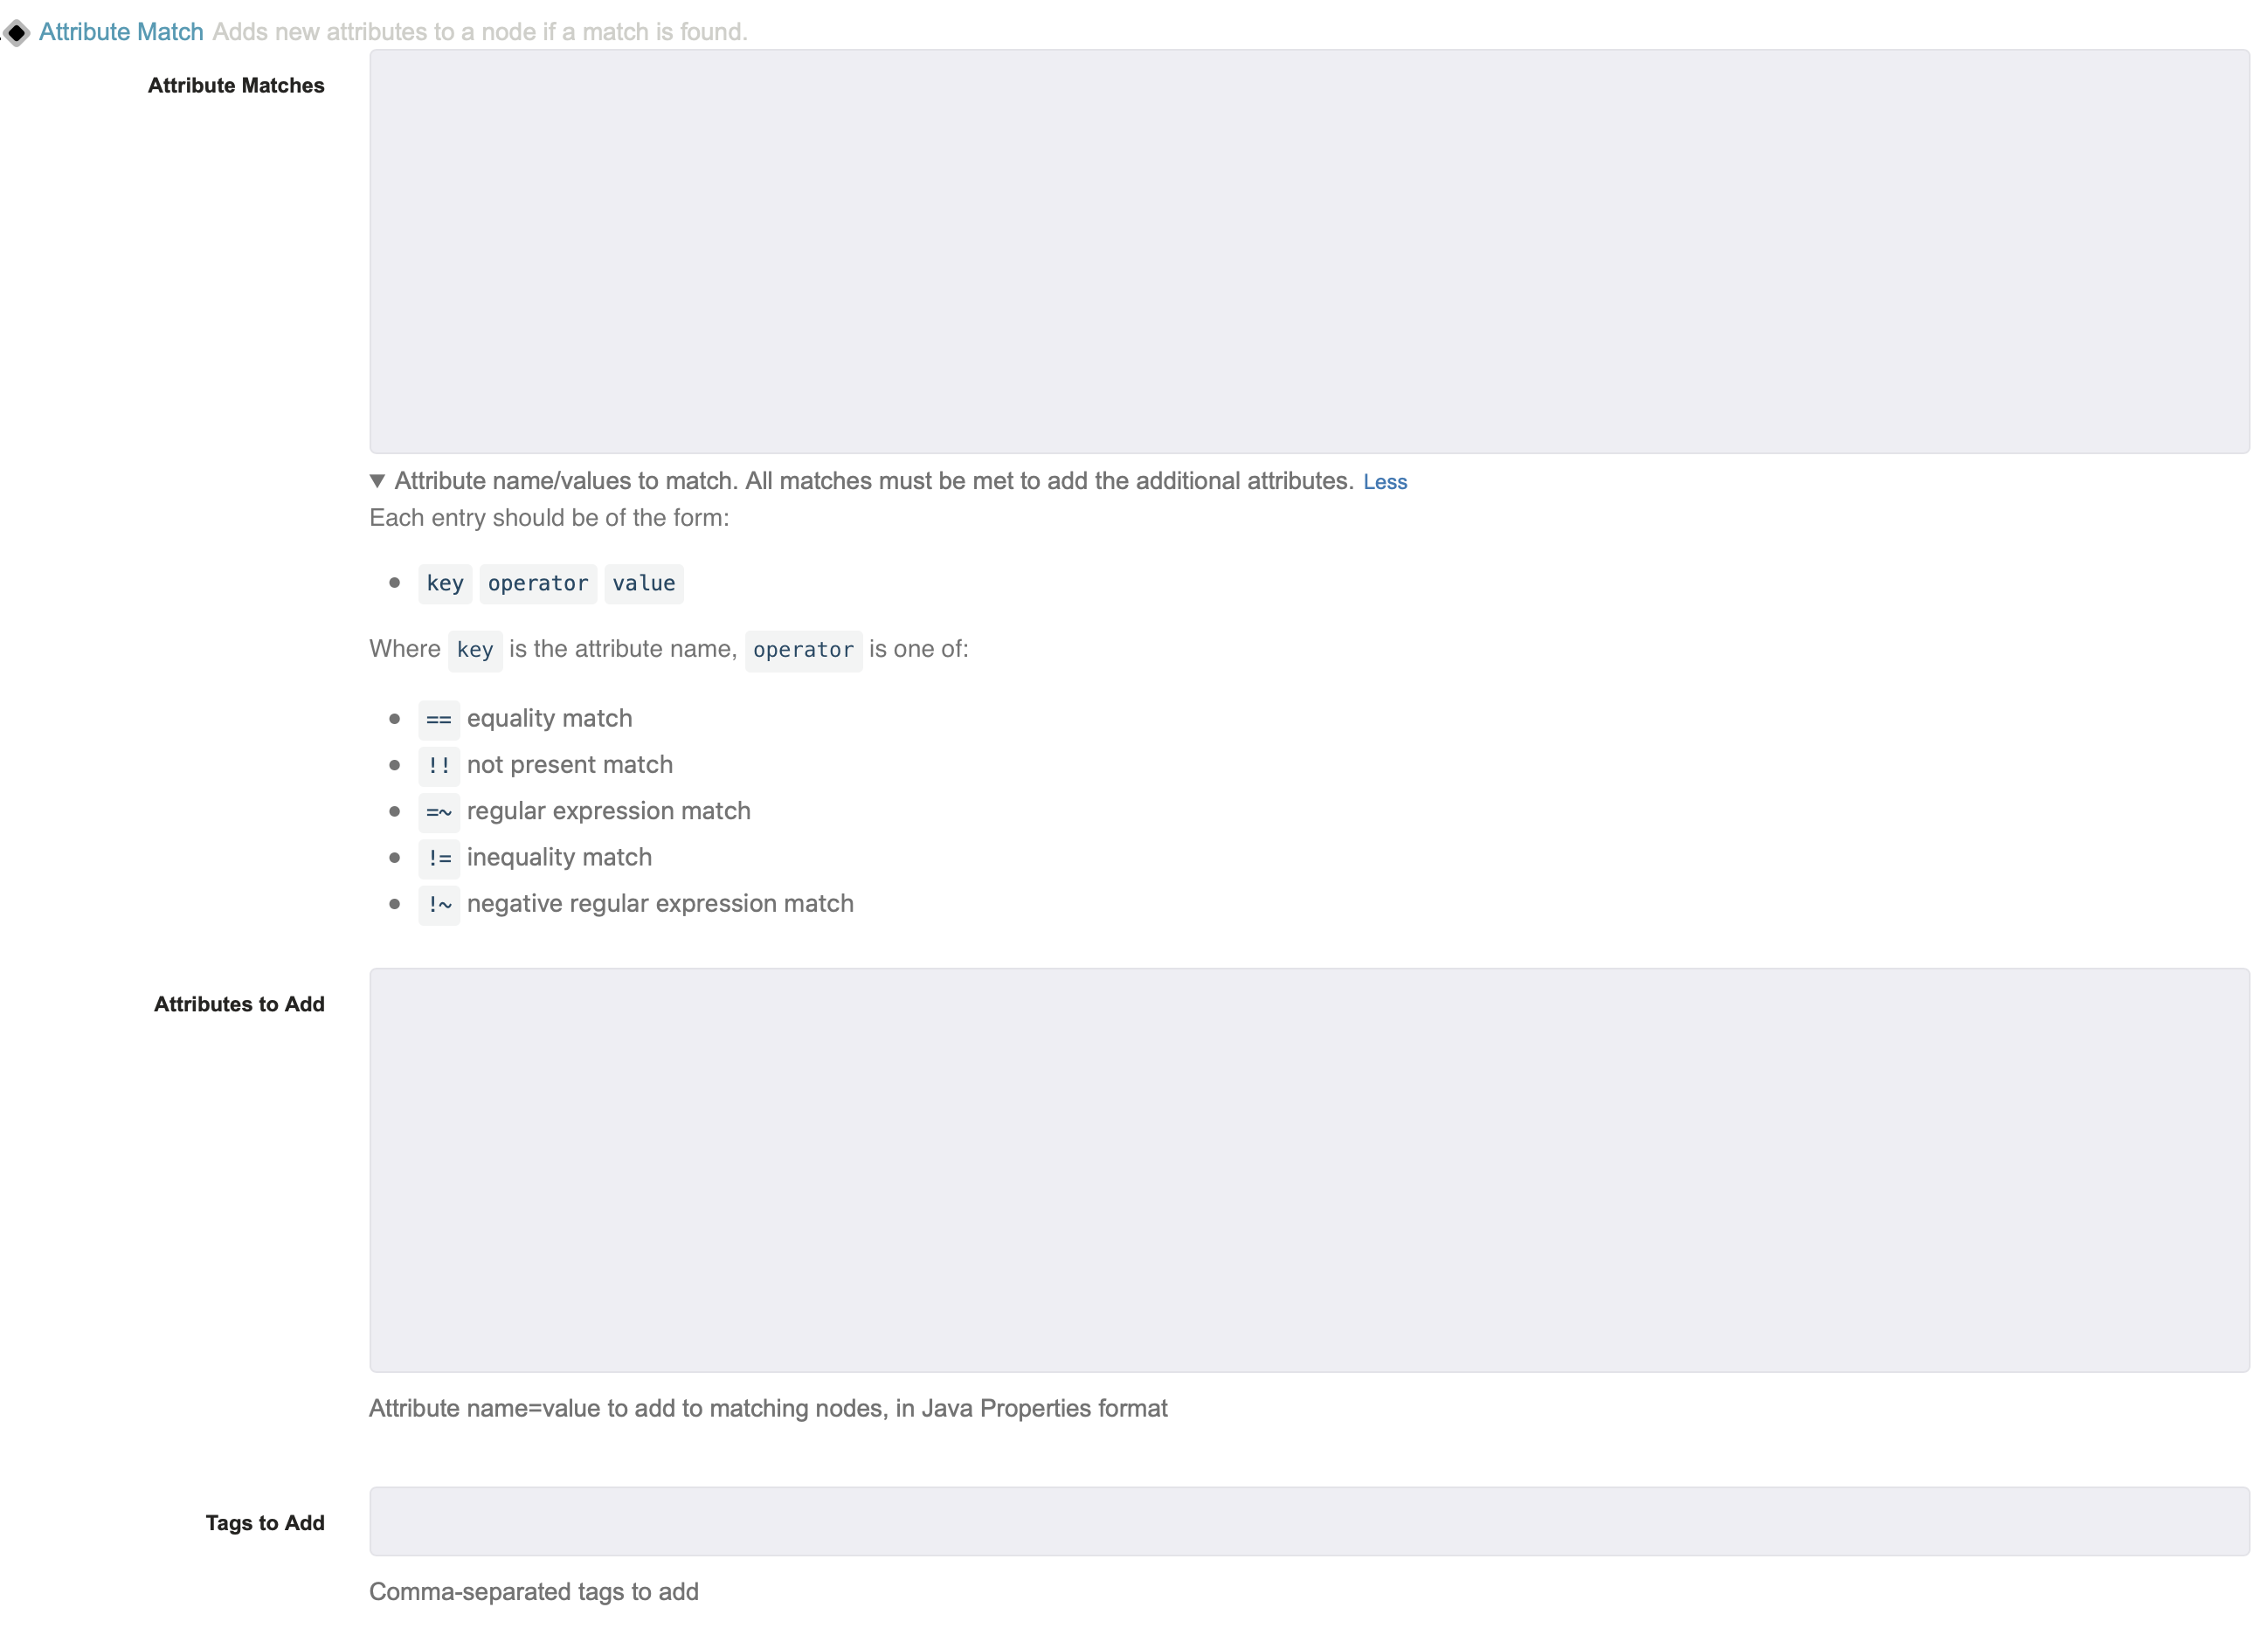 Attribute Match Adds new attributes to a node if a match is found.
Attribute Matches
Attribute name/values to match. All matches must be met to add the additional attributes. Less
Each entry should be of the form:
key operator value
Where key is the attribute name, operator is one of:
== equality match
!! not present match
=~ regular expression match
!= inequality match
!~ negative regular expression match
Attributes to Add
Attribute name=value to add to matching nodes, in Java Properties format
Tags to Add
Comma-separated tags to add